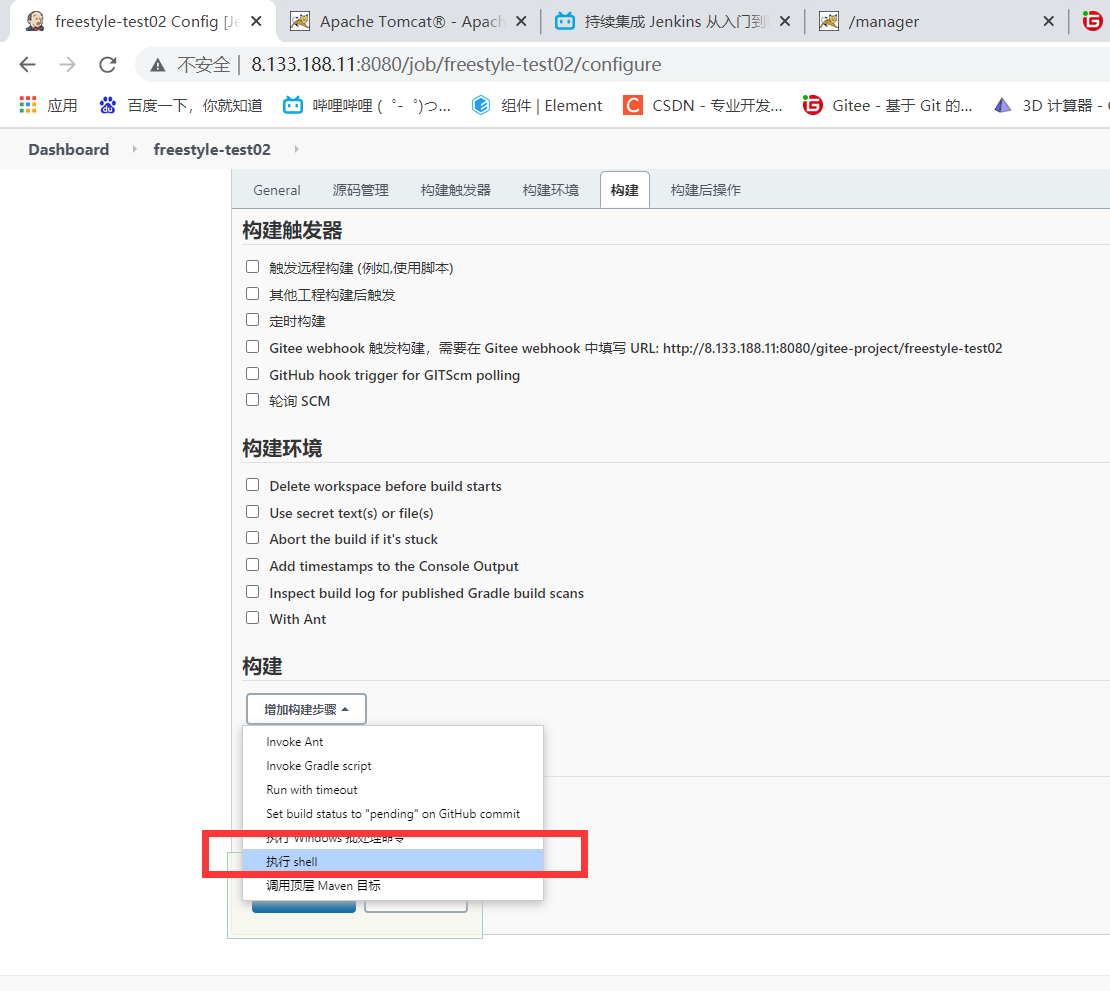 freestyle-test02 Config [Je
Apache Tomcat® - Apach
持续集成 Jenkins 从入门到
/manager
不安全 | 8.133.188.11:8080/job/freestyle-test02/configure
应用
百度一下，你就知道
哔哩哔哩 ( ゜- ゜)つ...
组件 | Element
CSDN - 专业开发...
Gitee - 基于 Git 的...
3D 计算器 -
Dashboard
freestyle-test02
General
源码管理
构建触发器
构建环境
构建
构建后操作
构建触发器
触发远程构建 (例如,使用脚本)
其他工程构建后触发
定时构建
Gitee webhook 触发构建，需要在 Gitee webhook 中填写 URL: http://8.133.188.11:8080/gitee-project/freestyle-test02
GitHub hook trigger for GITScm polling
轮询 SCM
构建环境
Delete workspace before build starts
Use secret text(s) or file(s)
Abort the build if it's stuck
Add timestamps to the Console Output
Inspect build log for published Gradle build scans
With Ant
构建
增加构建步骤
Invoke Ant
Invoke Gradle script
Run with timeout
Set build status to "pending" on GitHub commit
执行 Windows 批处理命令
执行 shell
调用顶层 Maven 目标